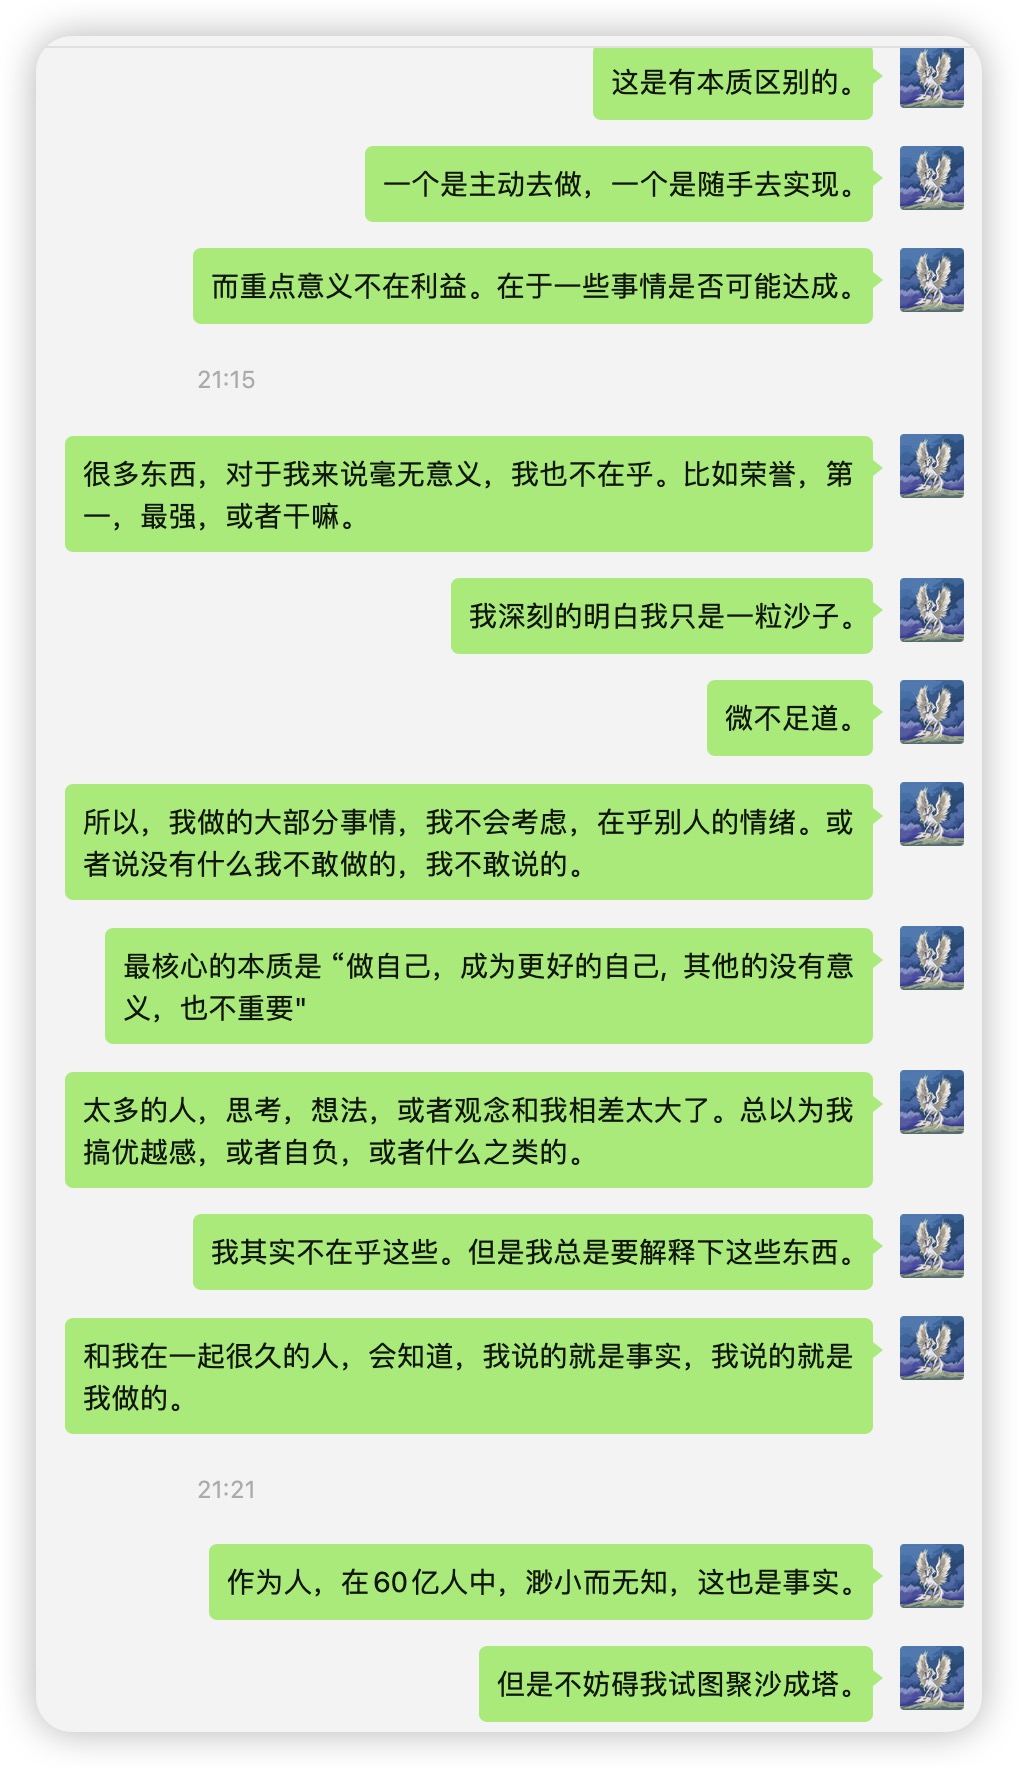 这是有本质区别的。
一个是主动去做，一个是随手去实现。
而重点意义不在利益。在于一些事情是否可能达成。
21:15
很多东西，对于我来说毫无意义，我也不在乎。比如荣誉，第
一，最强，或者干嘛。
我深刻的明白我只是一粒沙子。
微不足道。
所以，我做的大部分事情，我不会考虑，在乎别人的情绪。或
者说没有什么我不敢做的，我不敢说的。
最核心的本质是 “做自己，成为更好的自己, 其他的没有意
义，也不重要"
太多的人，思考，想法，或者观念和我相差太大了。总以为我
搞优越感，或者自负，或者什么之类的。
我其实不在乎这些。但是我总是要解释下这些东西。
和我在一起很久的人，会知道，我说的就是事实，我说的就是
我做的。
21:21
作为人，在60亿人中，渺小而无知，这也是事实。
但是不妨碍我试图聚沙成塔。